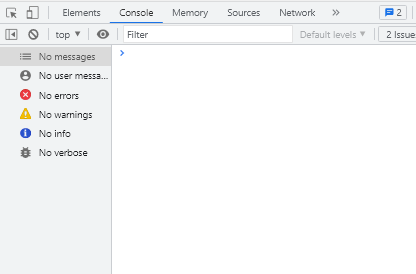 Elements Console Memory Sources Network 2
top Filter Default levels 2 Issue
No messages
No user messa...
No errors
No warnings
No info
No verbose